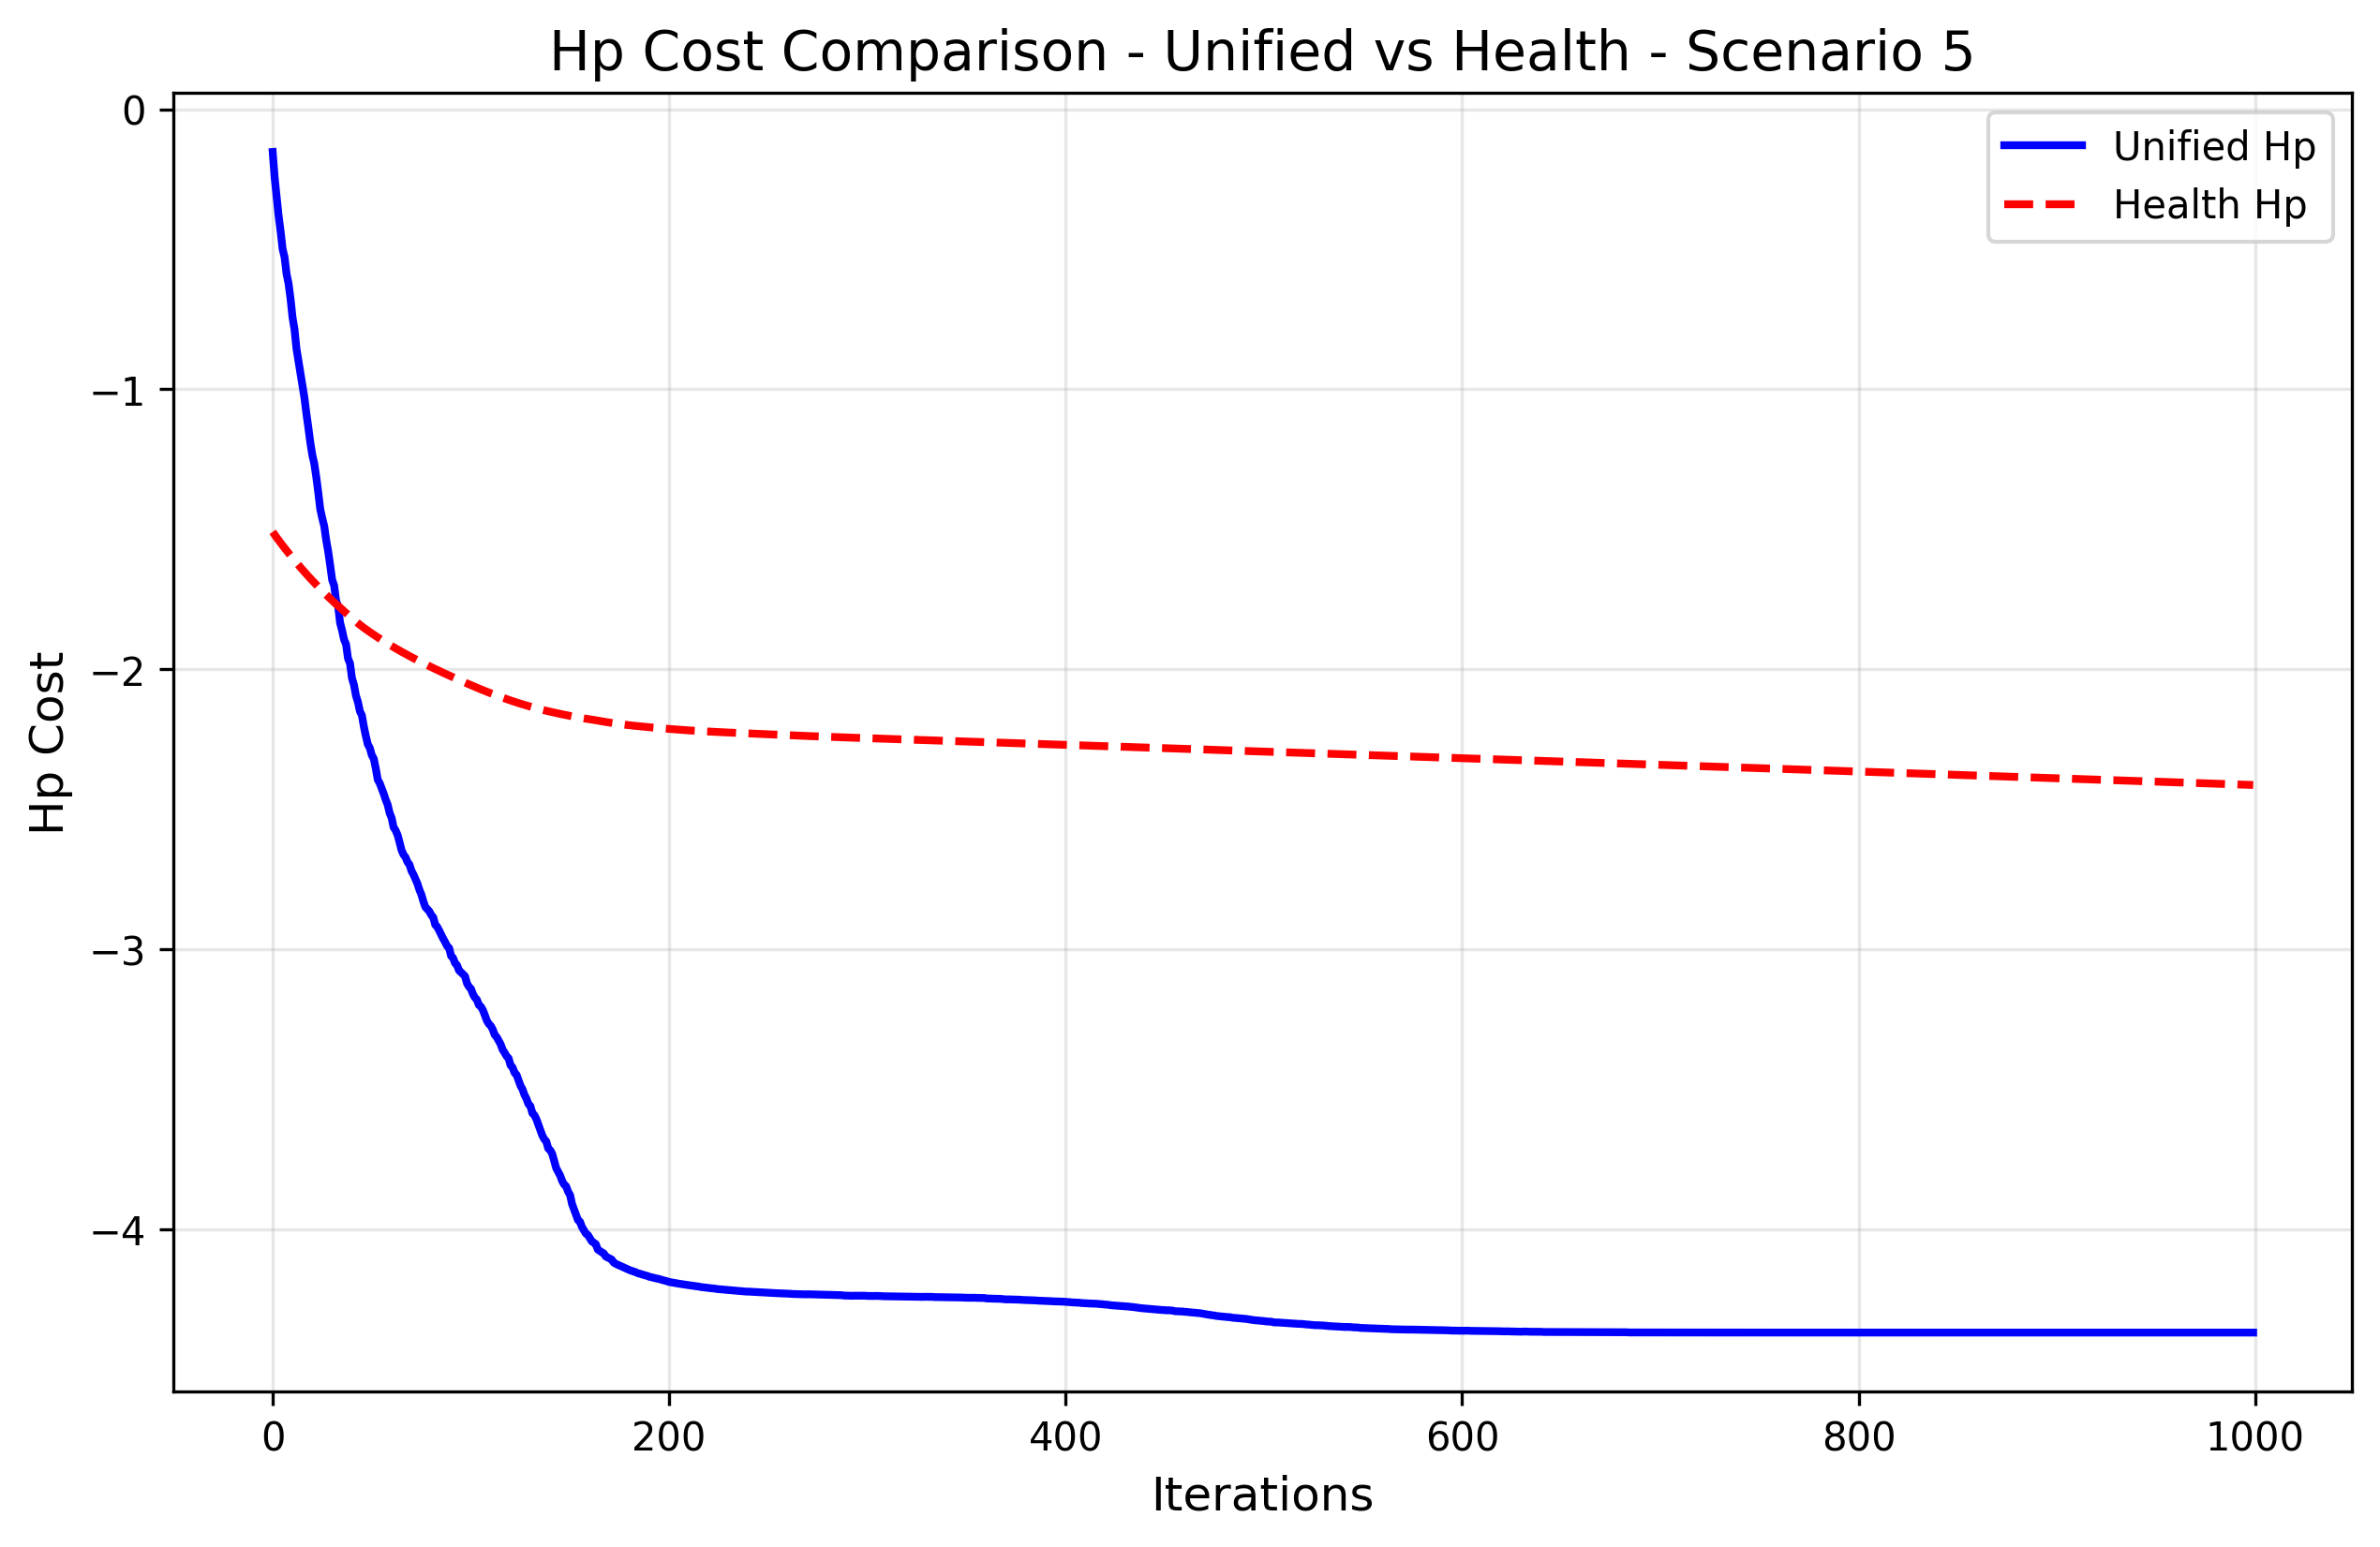 Hp Cost Comparison - Unified vs Health - Scenario 5
Unified Hp
Health Hp
Hp Cost
0
−1
−2
−3
−4
0 200 400 600 800 1000
Iterations